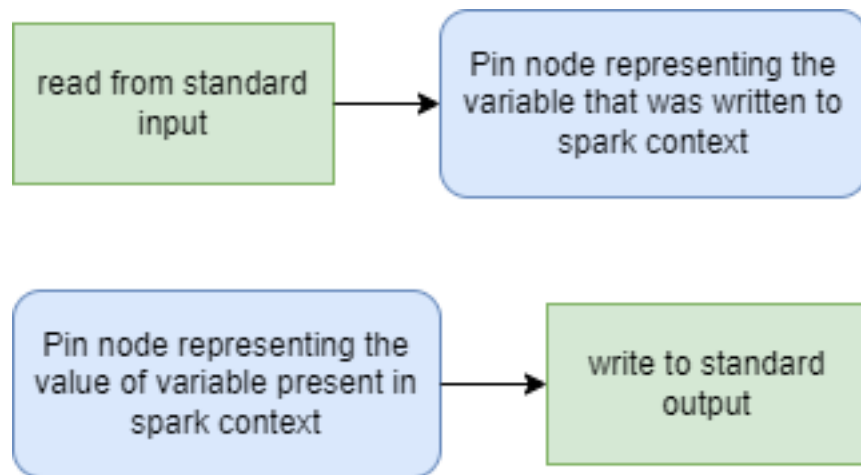 read from standard
input
Pin node representing the
variable that was written to
spark context
Pin node representing the
value of variable present in
spark context
write to standard
output